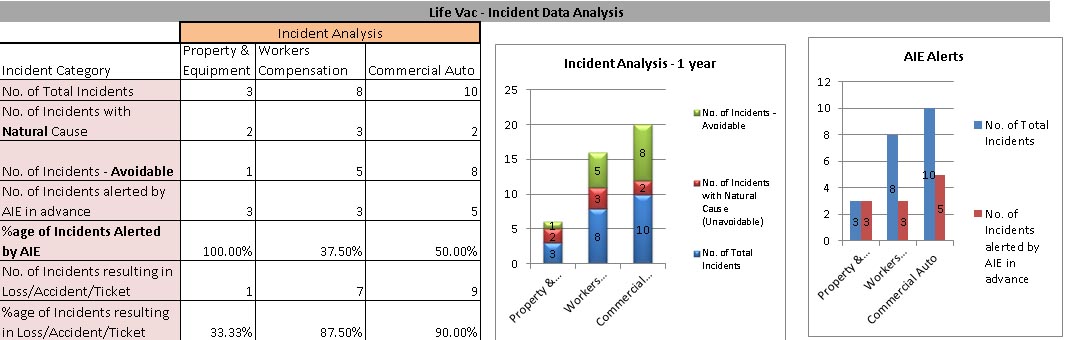 Life Vac - Incident Data Analysis
Incident Analysis
Incident Category
Property &
Equipment
Workers
Compensation
Commercial Auto
No. of Total Incidents 3 8 10
No. of Incidents with
Natural Cause 2 3 2
No. of Incidents - Avoidable 1 5 8
No. of Incidents alerted by
AIE in advance 3 3 5
%age of Incidents Alerted
by AIE 100.00% 37.50% 50.00%
No. of Incidents resulting in
Loss/Accident/Ticket 1 7 9
%age of Incidents resulting
in Loss/Accident/Ticket 33.33% 87.50% 90.00%
Incident Analysis - 1 year
25
20
15
10
5
0
1
2
3
5
3
8
8
2
10
Property &...
Workers...
Commercial...
No. of Incidents -
Avoidable
No. of Incidents
with Natural
Cause
(Unavoidable)
No. of Total
Incidents
AIE Alerts
12
10
8
6
4
2
0
3 3
8 3
10 5
Property &...
Workers...
Commercial Auto
No. of Total
Incidents
No. of
Incidents
alerted by
AIE in
advance